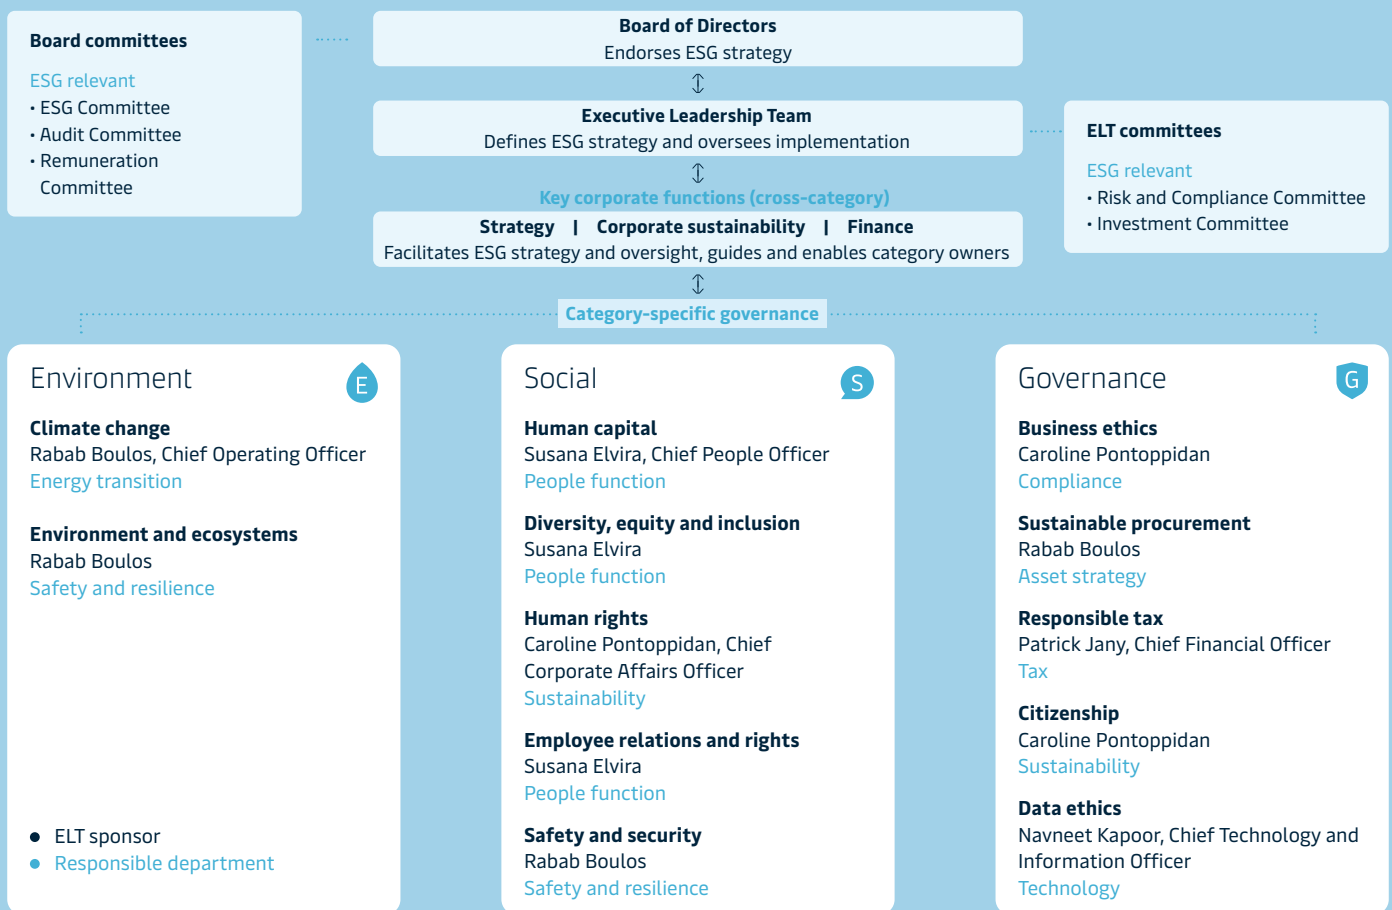 Board committees
ESG relevant
• ESG Committee
• Audit Committee
• Remuneration
Committee
Board of Directors
Endorses ESG strategy
Executive Leadership Team
Defines ESG strategy and oversees implementation
ELT committees
ESG relevant
• Risk and Compliance Committee
• Investment Committee
Key corporate functions (cross-category)
Strategy | Corporate sustainability | Finance
Facilitates ESG strategy and oversight, guides and enables category owners
Category-specific governance
Environment
E
Climate change
Rabab Boulos, Chief Operating Officer
Energy transition
Environment and ecosystems
Rabab Boulos
Safety and resilience
• ELT sponsor
• Responsible department
Social
S
Human capital
Susana Elvira, Chief People Officer
People function
Diversity, equity and inclusion
Susana Elvira
People function
Human rights
Caroline Pontoppidan, Chief
Corporate Affairs Officer
Sustainability
Employee relations and rights
Susana Elvira
People function
Safety and security
Rabab Boulos
Safety and resilience
Governance
G
Business ethics
Caroline Pontoppidan
Compliance
Sustainable procurement
Rabab Boulos
Asset strategy
Responsible tax
Patrick Jany, Chief Financial Officer
Tax
Citizenship
Caroline Pontoppidan
Sustainability
Data ethics
Navneet Kapoor, Chief Technology and
Information Officer
Technology